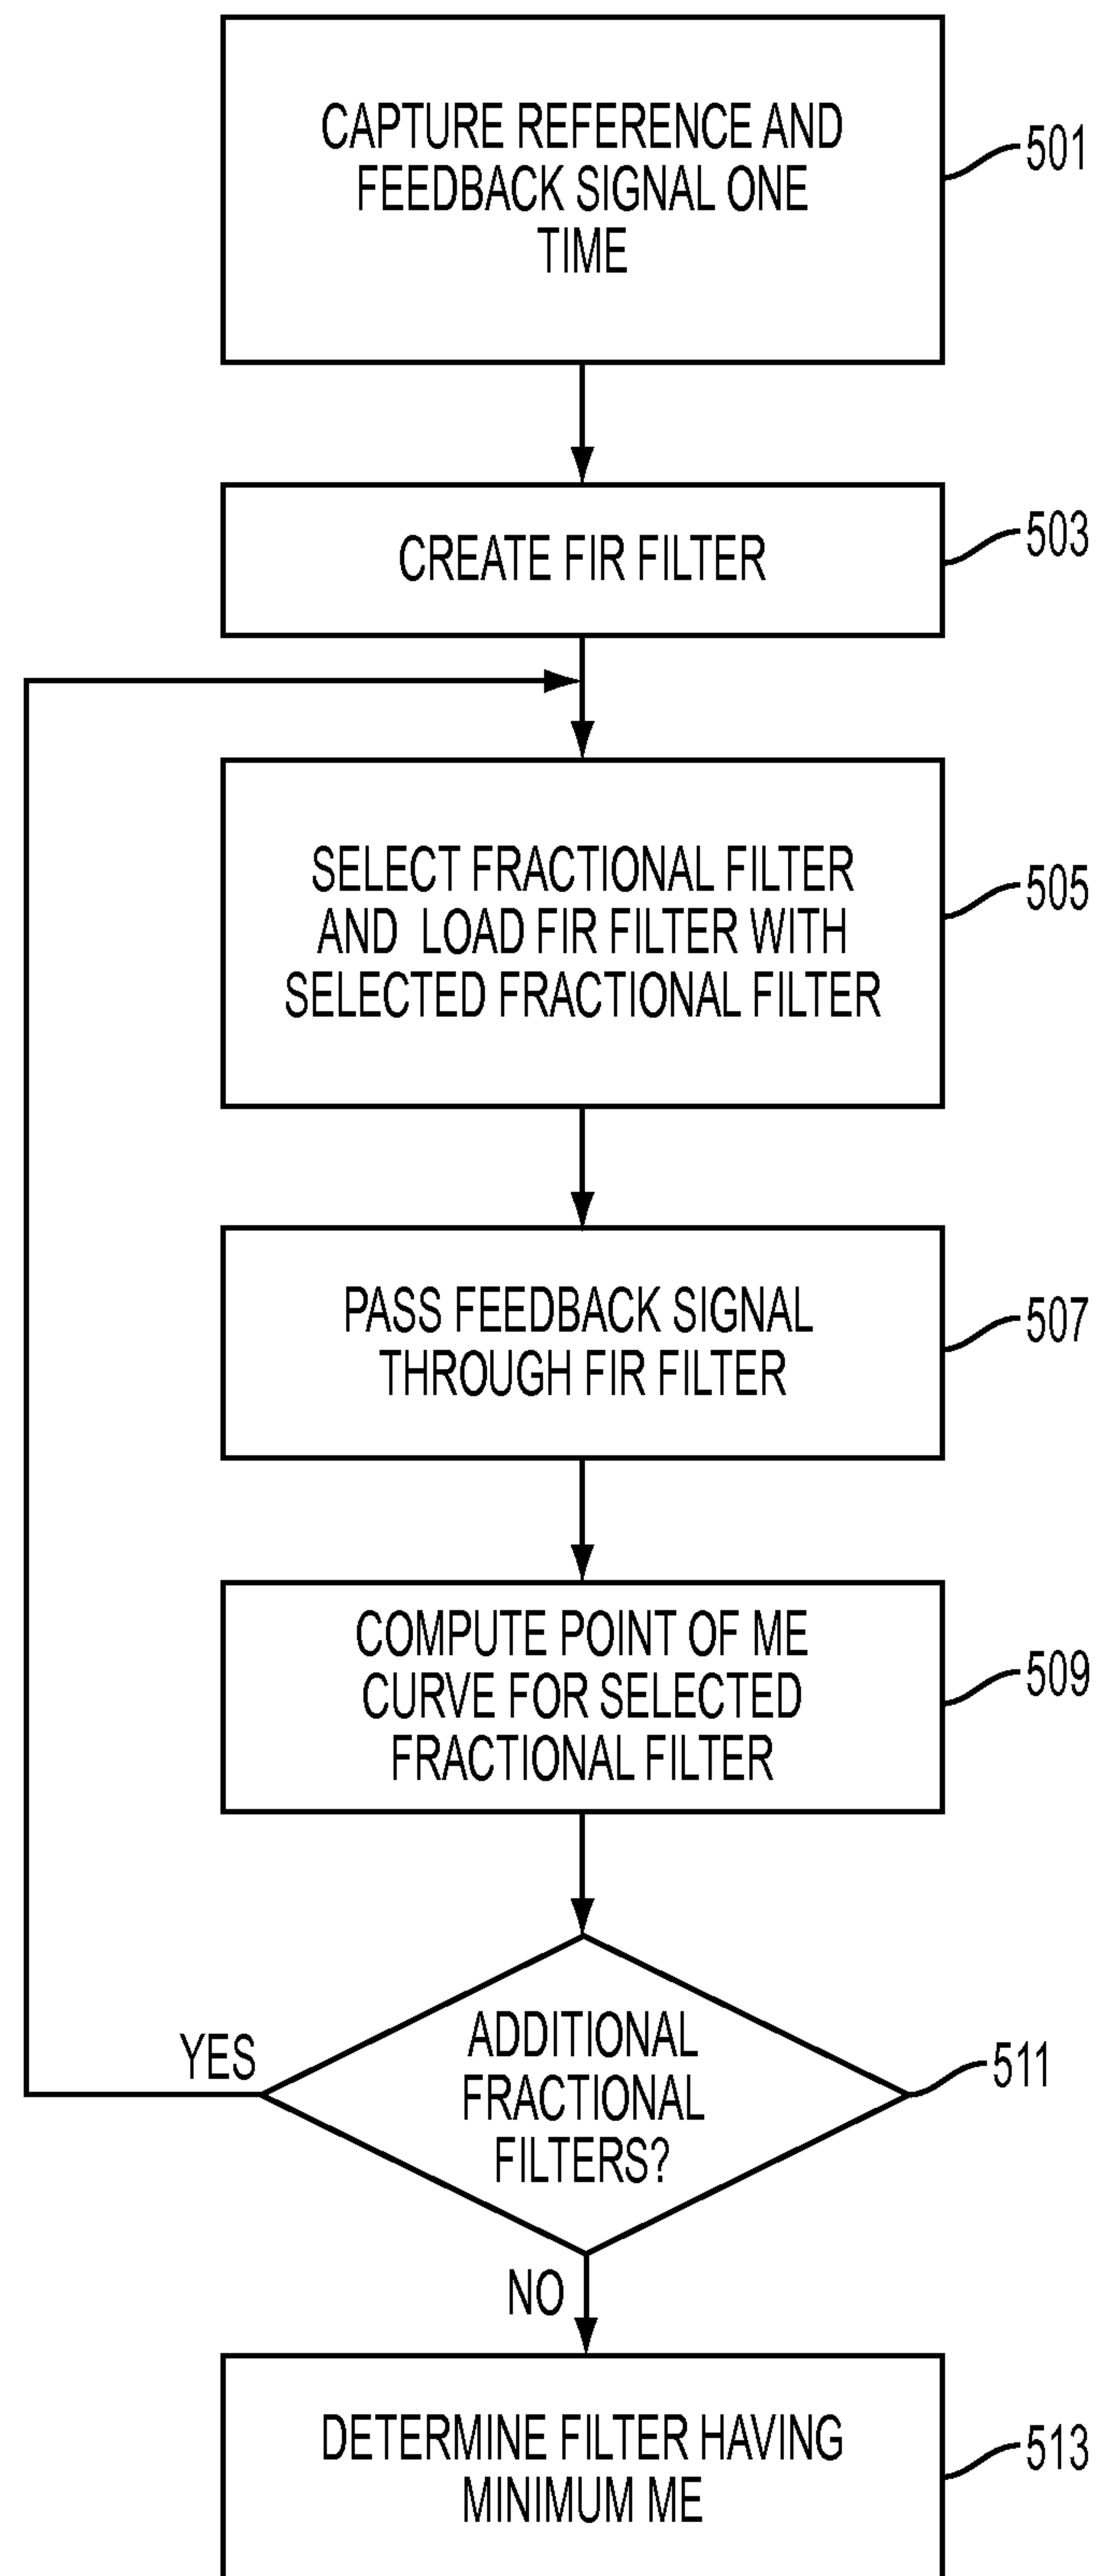 CAPTURE REFERENCE AND
FEEDBACK SIGNAL ONE
TIME
501
CREATE FIR FILTER
503
SELECT FRACTIONAL FILTER
AND LOAD FIR FILTER WITH
SELECTED FRACTIONAL FILTER
505
PASS FEEDBACK SIGNAL
THROUGH FIR FILTER
507
COMPUTE POINT OF ME
CURVE FOR SELECTED
FRACTIONAL FILTER
509
ADDITIONAL
FRACTIONAL
FILTERS?
511
YES
NO
DETERMINE FILTER HAVING
MINIMUM ME
513